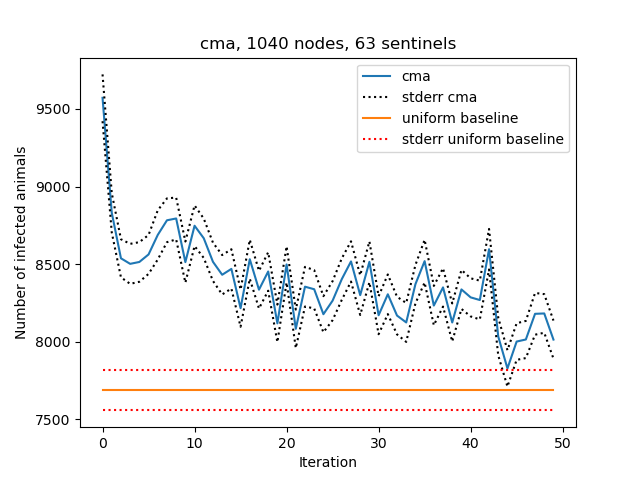 cma, 1040 nodes, 63 sentinels
cma
stderr cma
uniform baseline
stderr uniform baseline
Number of infected animals
9500
9000
8500
8000
7500
0 10 20 30 40 50
Iteration